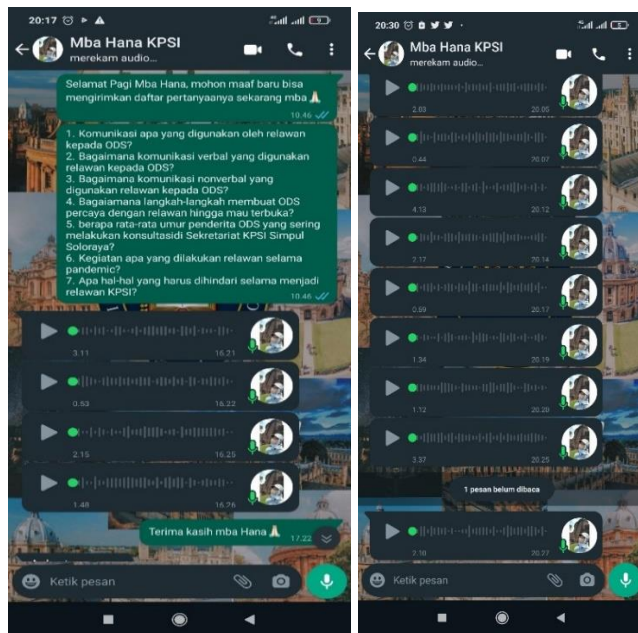 20:17
Mba Hana KPSI
merekam audio...
Selamat Pagi Mba Hana, mohon maaf baru bisa
mengirimkan daftar pertanyaanya sekarang mba
10.46
1. Komunikasi apa yang digunakan oleh relawan
kepada ODS?
2. Bagaimana komunikasi verbal yang digunakan
relawan kepada ODS?
3. Bagaimana komunikasi nonverbal yang
digunakan relawan kepada ODS?
4. Bagaiamana langkah-langkah membuat ODS
percaya dengan relawan hingga mau terbuka?
5. berapa rata-rata umur penderita ODS yang sering
melakukan konsultasidi Sekretariat KPSI Simpul
Soloraya?
6. Kegiatan apa yang dilakukan relawan selama
pandemic?
7. Apa hal-hal yang harus dihindari selama menjadi
relawan KPSI?
10.46
3.11 16.21
0.53 16.22
2.15 16.25
1.48 16.26
Terima kasih mba Hana
17.22
Ketik pesan
20:30
Mba Hana KPSI
merekam audio...
2.03 20.05
0.44 20.07
4.13 20.12
2.17 20.14
0.59 20.17
1.34 20.19
1.12 20.20
3.37 20.25
1 pesan belum dibaca
2.10 20.27
Ketik pesan